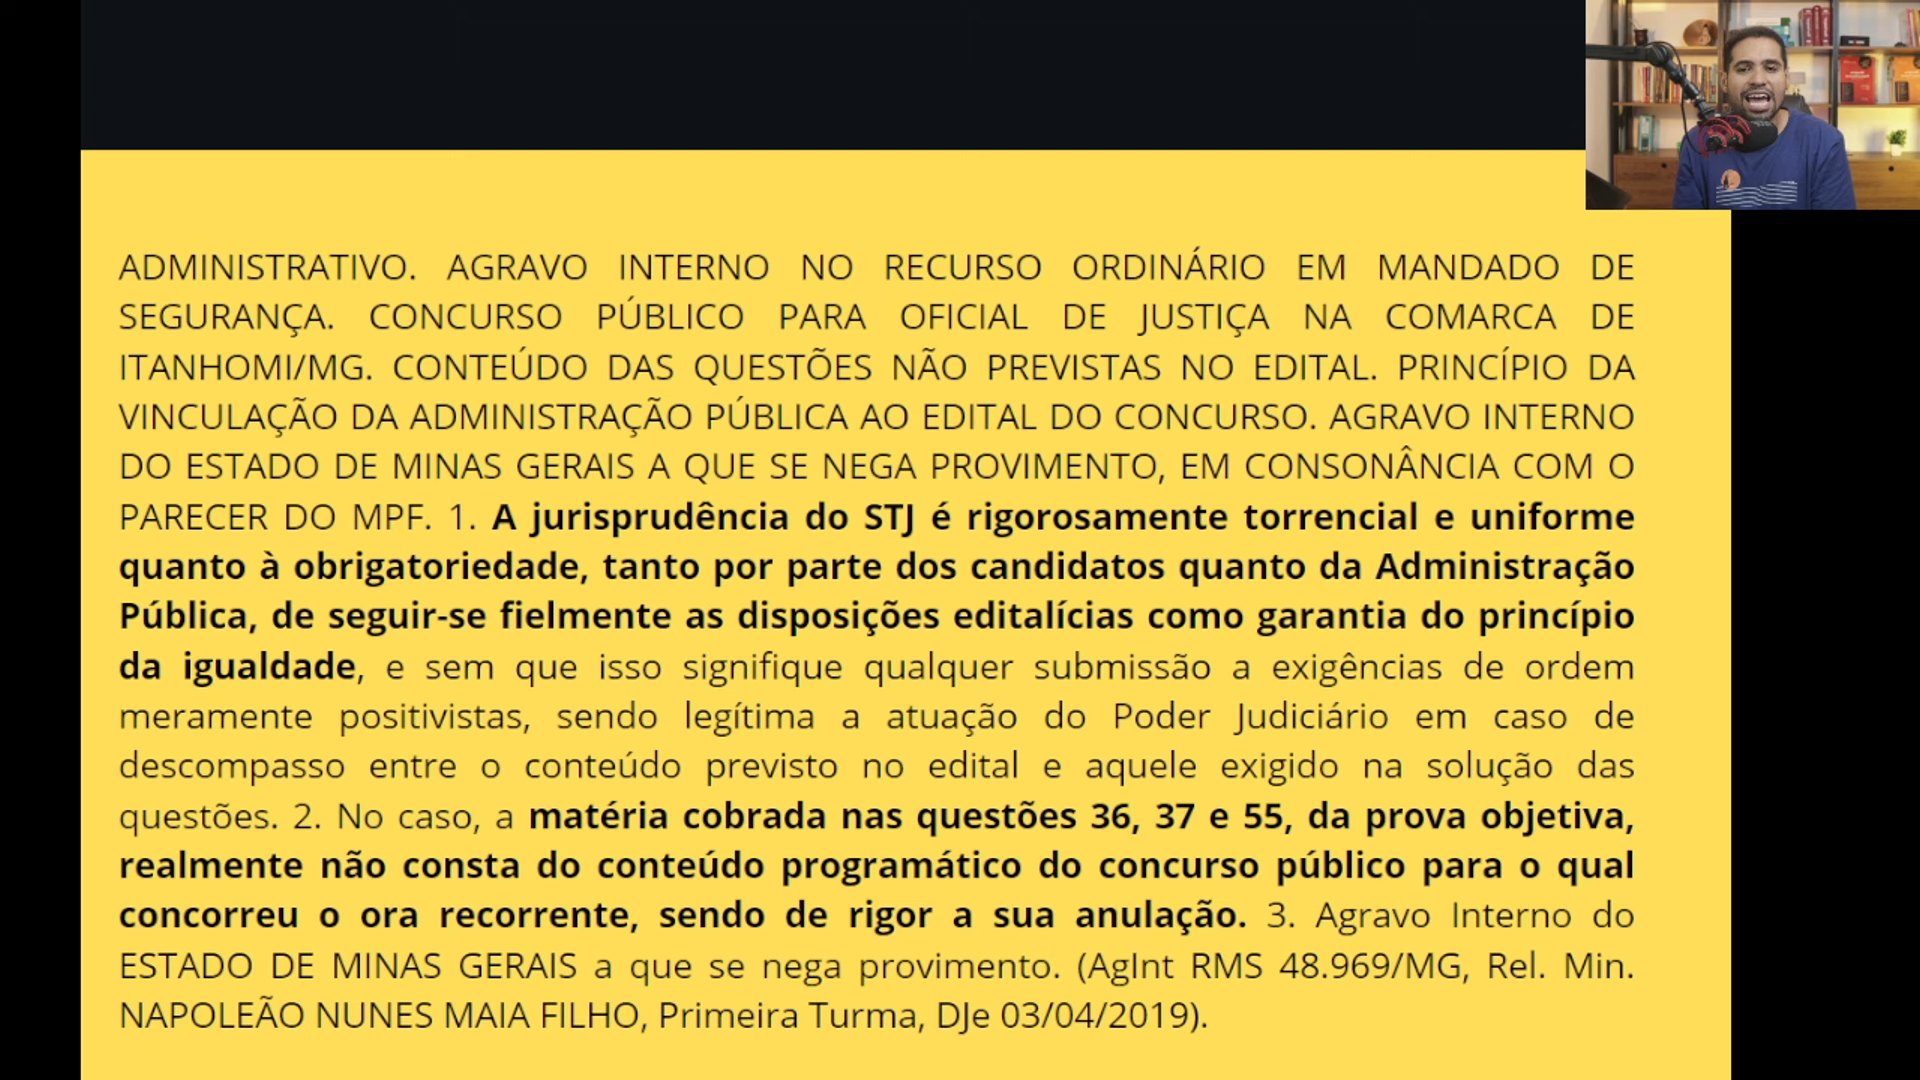 ADMINISTRATIVO. AGRAVO INTERNO NO RECURSO ORDINÁRIO EM MANDADO DE
SEGURANÇA. CONCURSO PÚBLICO PARA OFICIAL DE JUSTIÇA NA COMARCA DE
ITANHOMI/MG. CONTEÚDO DAS QUESTÕES NÃO PREVISTAS NO EDITAL. PRINCÍPIO DA
VINCULAÇÃO DA ADMINISTRAÇÃO PÚBLICA AO EDITAL DO CONCURSO. AGRAVO INTERNO
DO ESTADO DE MINAS GERAIS A QUE SE NEGA PROVIMENTO, EM CONSONÂNCIA COM O
PARECER DO MPF. 1. A jurisprudência do STJ é rigorosamente torrencial e uniforme
quanto à obrigatoriedade, tanto por parte dos candidatos quanto da Administração
Pública, de seguir-se fielmente as disposições editalícias como garantia do princípio
da igualdade, e sem que isso signifique qualquer submissão a exigências de ordem
meramente positivistas, sendo legítima a atuação do Poder Judiciário em caso de
descompasso entre o conteúdo previsto no edital e aquele exigido na solução das
questões. 2. No caso, a matéria cobrada nas questões 36, 37 e 55, da prova objetiva,
realmente não consta do conteúdo programático do concurso público para o qual
concorreu o ora recorrente, sendo de rigor a sua anulação. 3. Agravo Interno do
ESTADO DE MINAS GERAIS a que se nega provimento. (AgInt RMS 48.969/MG, Rel. Min.
NAPOLEÃO NUNES MAIA FILHO, Primeira Turma, DJe 03/04/2019).